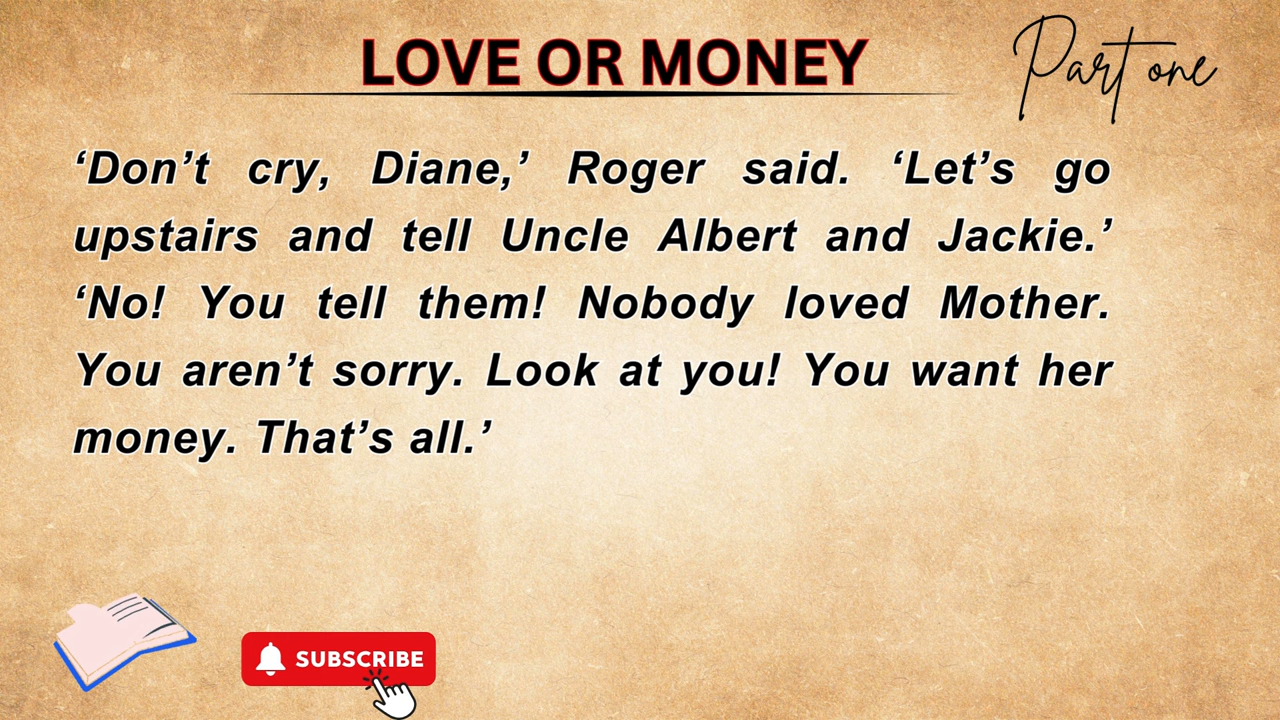 LOVE OR MONEY
Part one
‘Don’t cry, Diane,’ Roger said. ‘Let’s go
upstairs and tell Uncle Albert and Jackie.’
‘No! You tell them! Nobody loved Mother.
You aren’t sorry. Look at you! You want her
money. That’s all.’
SUBSCRIBE